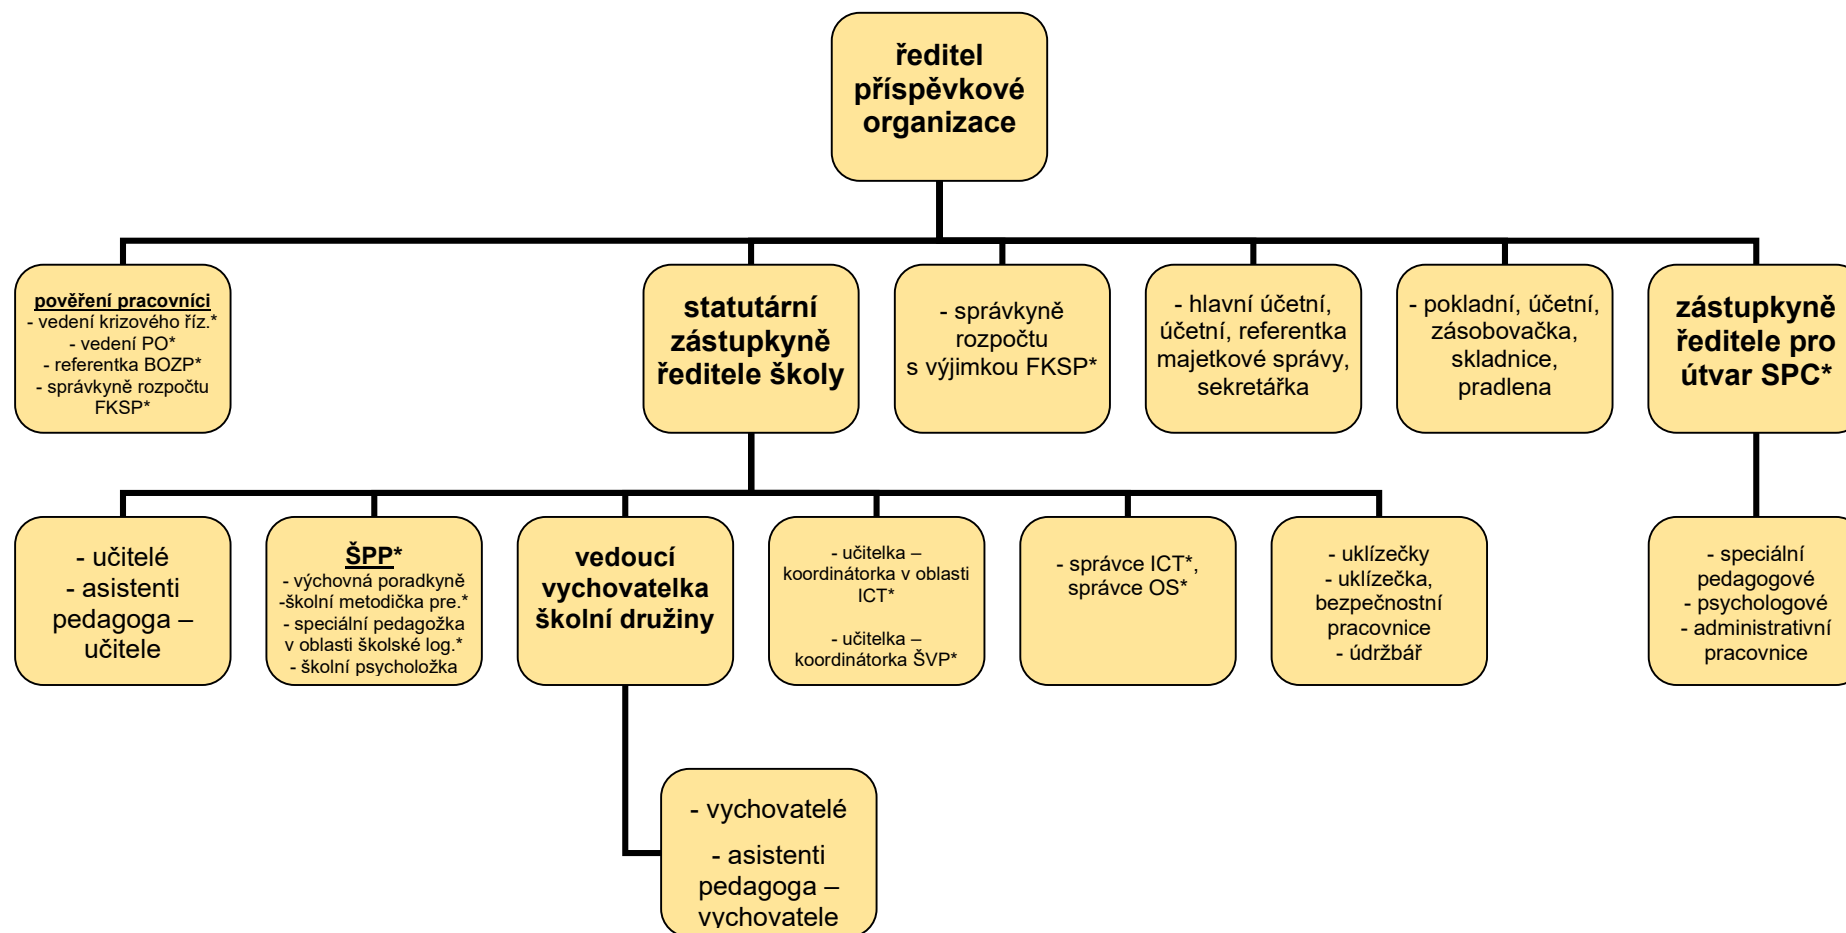 ředitel
příspěvkové
organizace
pověření pracovníci
- vedení krizového říz.*
- vedení PO*
- referentka BOZP*
- správkyně rozpočtu
FKSP*
statutární
zástupkyně
ředitele školy
- správkyně
rozpočtu
s výjimkou FKSP*
- hlavní účetní,
účetní, referentka
majetkové správy,
sekretářka
- pokladní, účetní,
zásobovačka,
skladnice,
pradlena
zástupkyně
ředitele pro
útvar SPC*
- učitelé
- asistenti
pedagoga –
učitele
ŠPP*
- výchovná poradkyně
-školní metodička pre.*
- speciální pedagožka
v oblasti školské log.*
- školní psycholožka
vedoucí
vychovatelka
školní družiny
- učitelka –
koordinátorka v oblasti
ICT*
- učitelka –
koordinátorka ŠVP*
- správce ICT*,
správce OS*
- uklízečky
- uklízečka,
bezpečnostní
pracovnice
- údržbář
- speciální
pedagogové
- psychologové
- administrativní
pracovnice
- vychovatelé
- asistenti
pedagoga –
vychovatele